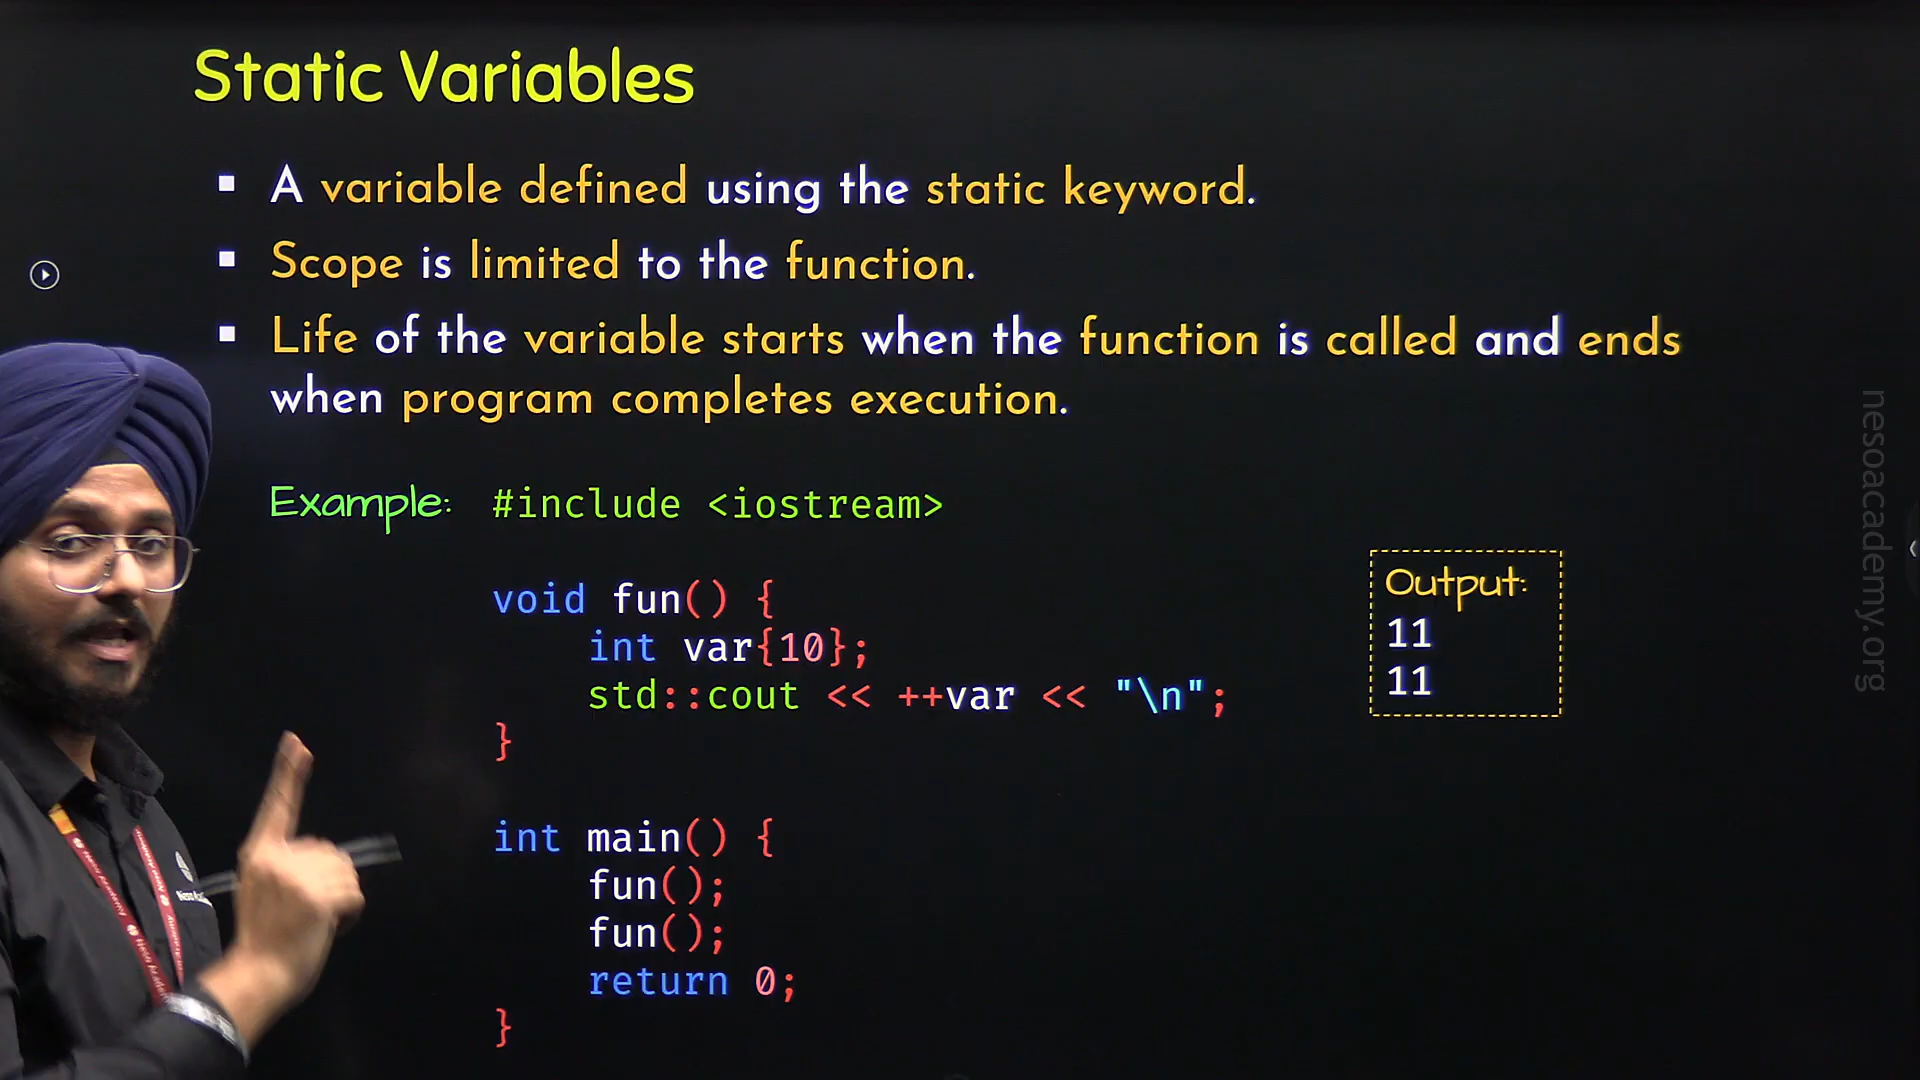 Static Variables
▪ A variable defined using the static keyword.
▪ Scope is limited to the function.
▪ Life of the variable starts when the function is called and ends
when program completes execution.
Example: #include <iostream>
void fun() {
    int var{10};
    std::cout << ++var << "\n";
}
int main() {
    fun();
    fun();
    return 0;
}
Output:
11
11
nesoacademy.org